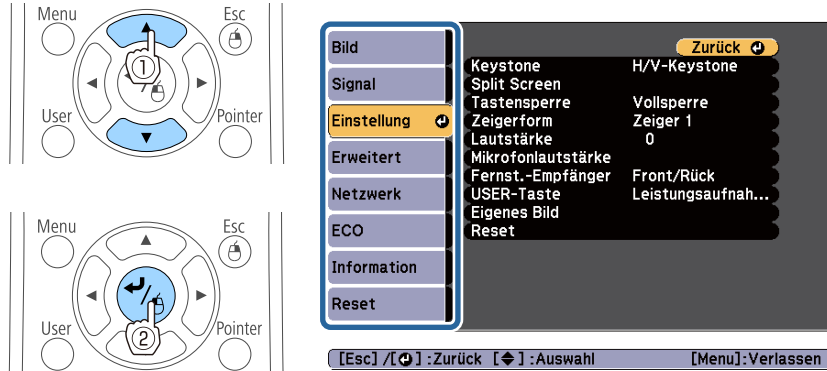 Menu
Esc
①
User
Pointer
Menu
Esc
User
②
Pointer
Bild
Signal
Einstellung
Erweitert
Netzwerk
ECO
Information
Reset
Zurück
Keystone H/V-Keystone
Split Screen
Tastensperre Vollsperre
Zeigerform Zeiger 1
Lautstärke 0
Mikrofonlautstärke
Fernst.-Empfänger Front/Rück
USER-Taste Leistungsaufnah...
Eigenes Bild
Reset
[Esc] /[ ] :Zurück [ ] :Auswahl [Menu]:Verlassen